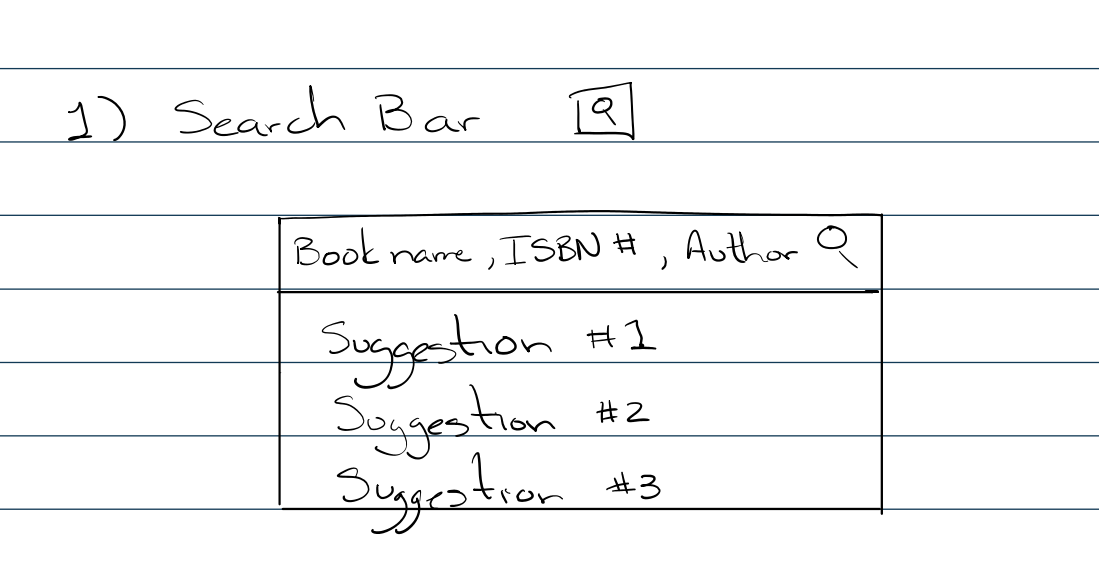 1) Search Bar
Book name, ISBN #, Author
Suggestion #1
Suggestion #2
Suggestion #3